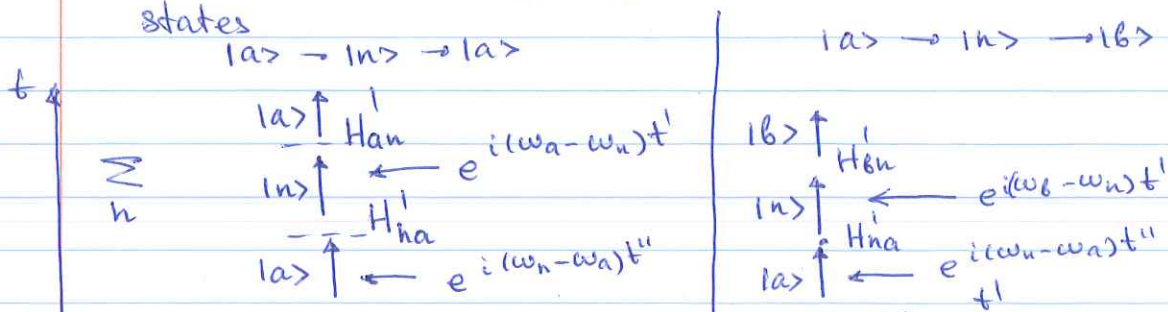 states
|a> → |n> → |a>
|a> → |n> → |b>
t
|a> H'an
e^{i(ωa-ωn)t'}
Σ
n
|n>
H'na
|a>
e^{i(ωn-ωa)t''}
|b> H'bn
e^{i(ωb-ωn)t'}
|n>
H'na
|a>
e^{i(ωn-ωa)t''}
t'